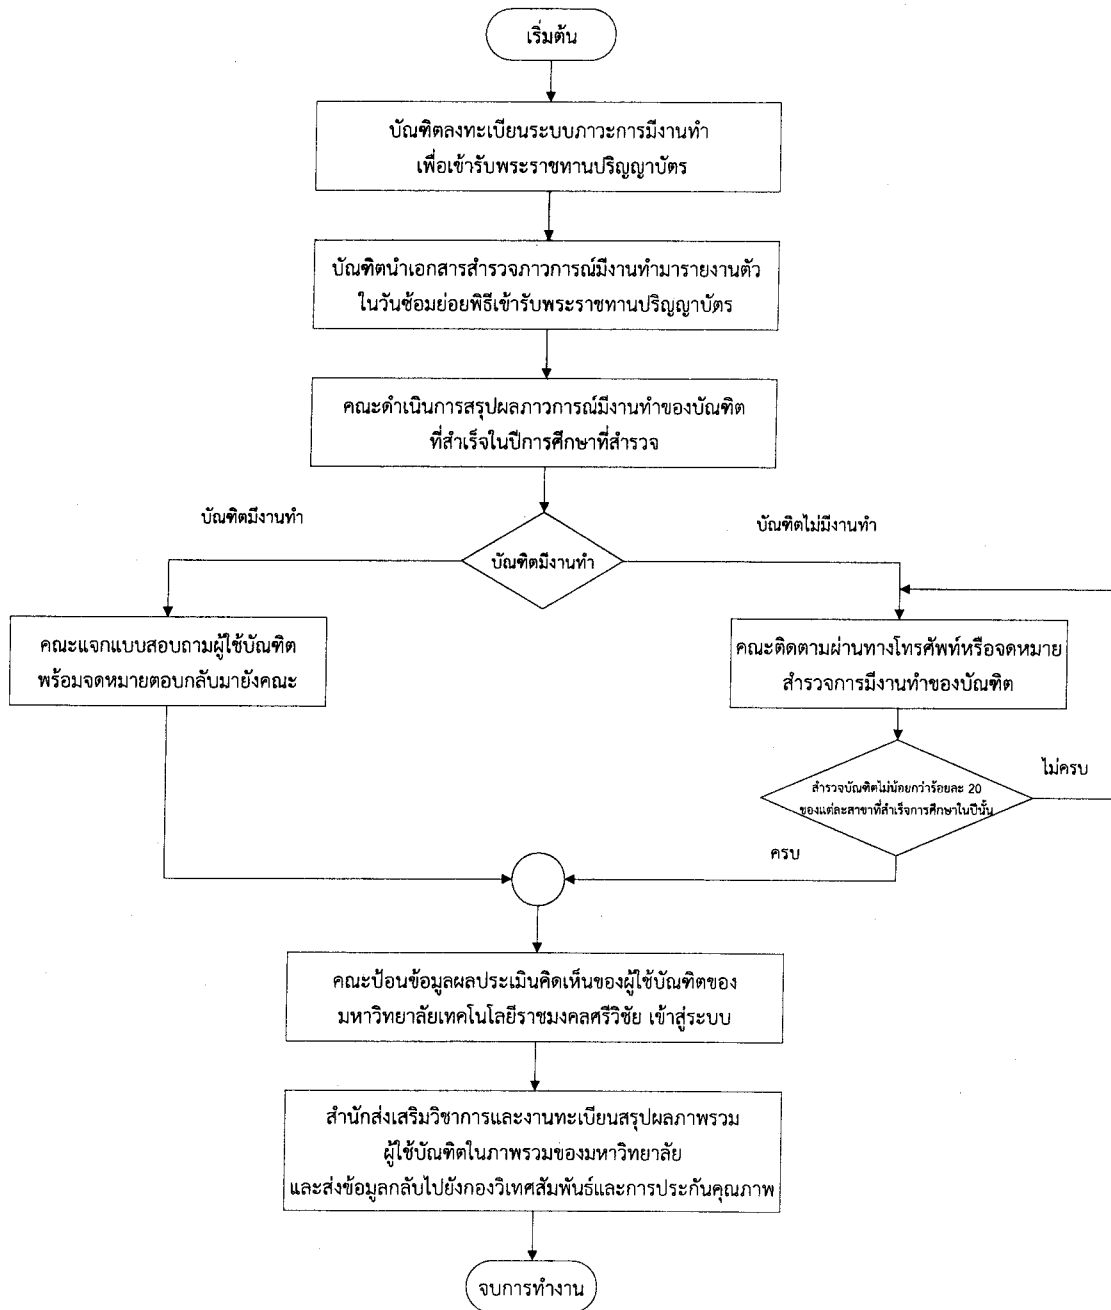 เริ่มต้น
บัณฑิตลงทะเบียนระบบภาวะการมีงานทำ
เพื่อเข้ารับพระราชทานปริญญาบัตร
บัณฑิตนำเอกสารสำรวจภาวการณ์มีงานทำมารายงานตัว
ในวันซ้อมย่อยพิธีเข้ารับพระราชทานปริญญาบัตร
คณะดำเนินการสรุปผลภาวการณ์มีงานทำของบัณฑิต
ที่สำเร็จในปีการศึกษาที่สำรวจ
บัณฑิตมีงานทำ
บัณฑิตไม่มีงานทำ
บัณฑิตมีงานทำ
คณะแจกแบบสอบถามผู้ใช้บัณฑิต
พร้อมจดหมายตอบกลับมายังคณะ
คณะติดตามผ่านทางโทรศัพท์หรือจดหมาย
สำรวจการมีงานทำของบัณฑิต
ไม่ครบ
สำรวจบัณฑิตไม่น้อยกว่าร้อยละ 20
ของแต่ละสาขาที่สำเร็จการศึกษาในปีนั้น
ครบ
คณะป้อนข้อมูลผลประเมินคิดเห็นของผู้ใช้บัณฑิตของ
มหาวิทยาลัยเทคโนโลยีราชมงคลศรีวิชัย เข้าสู่ระบบ
สำนักส่งเสริมวิชาการและงานทะเบียนสรุปผลภาพรวม
ผู้ใช้บัณฑิตในภาพรวมของมหาวิทยาลัย
และส่งข้อมูลกลับไปยังกองวิเทศสัมพันธ์และการประกันคุณภาพ
จบการทำงาน